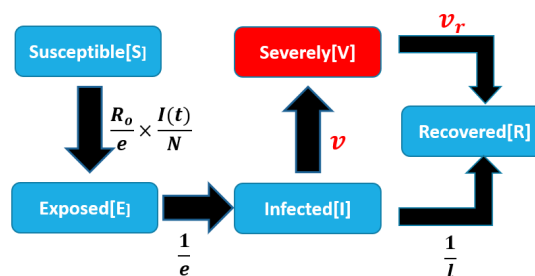 Susceptible[S]
Severely[V]
v_r
R_o/e × I(t)/N
v
Recovered[R]
Exposed[E]
Infected[I]
1/e
1/I